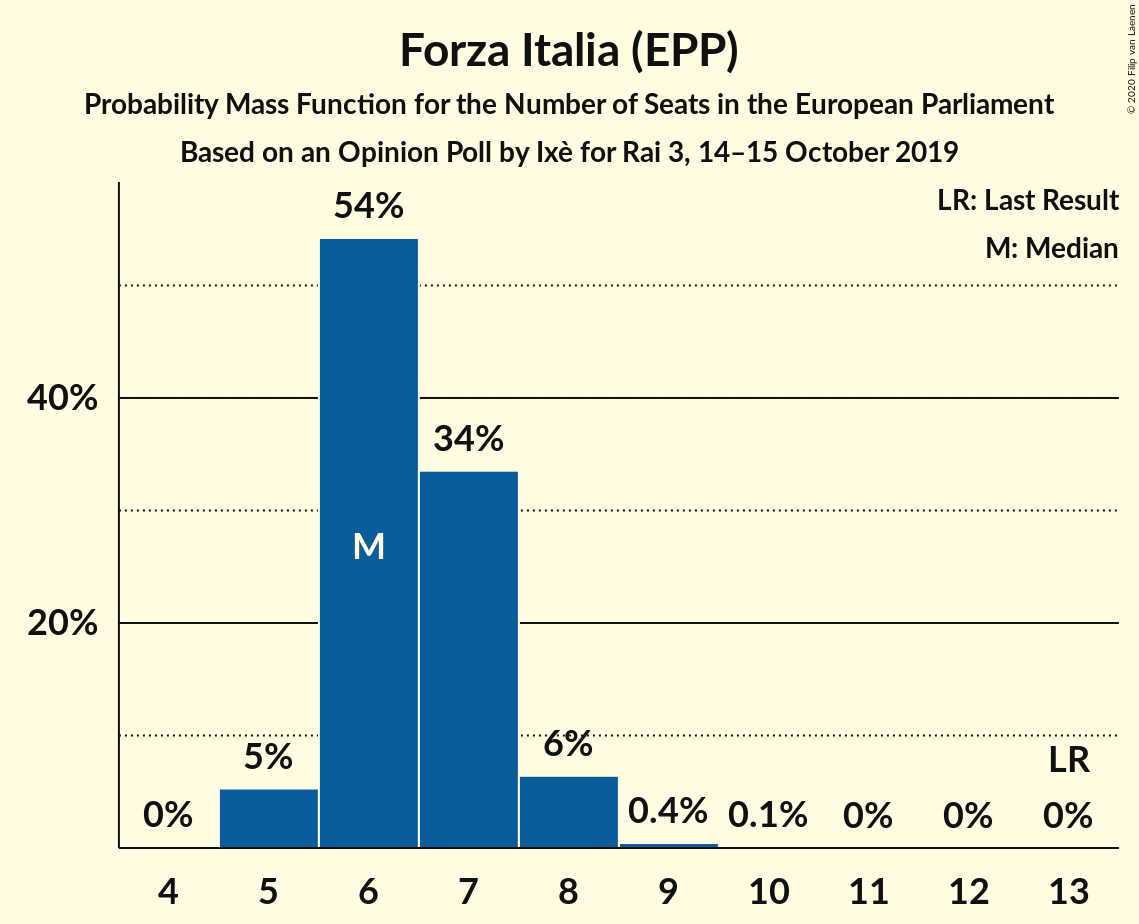 Forza Italia (EPP)
Probability Mass Function for the Number of Seats in the European Parliament
Based on an Opinion Poll by Ixè for Rai 3, 14–15 October 2019
© 2020 Filip van Laenen
LR: Last Result
M: Median
54%
40%
34%
M
20%
5%
6%
LR
0%
0.4%
0.1%
0%
0%
0%
4
5
6
7
8
9
10
11
12
13